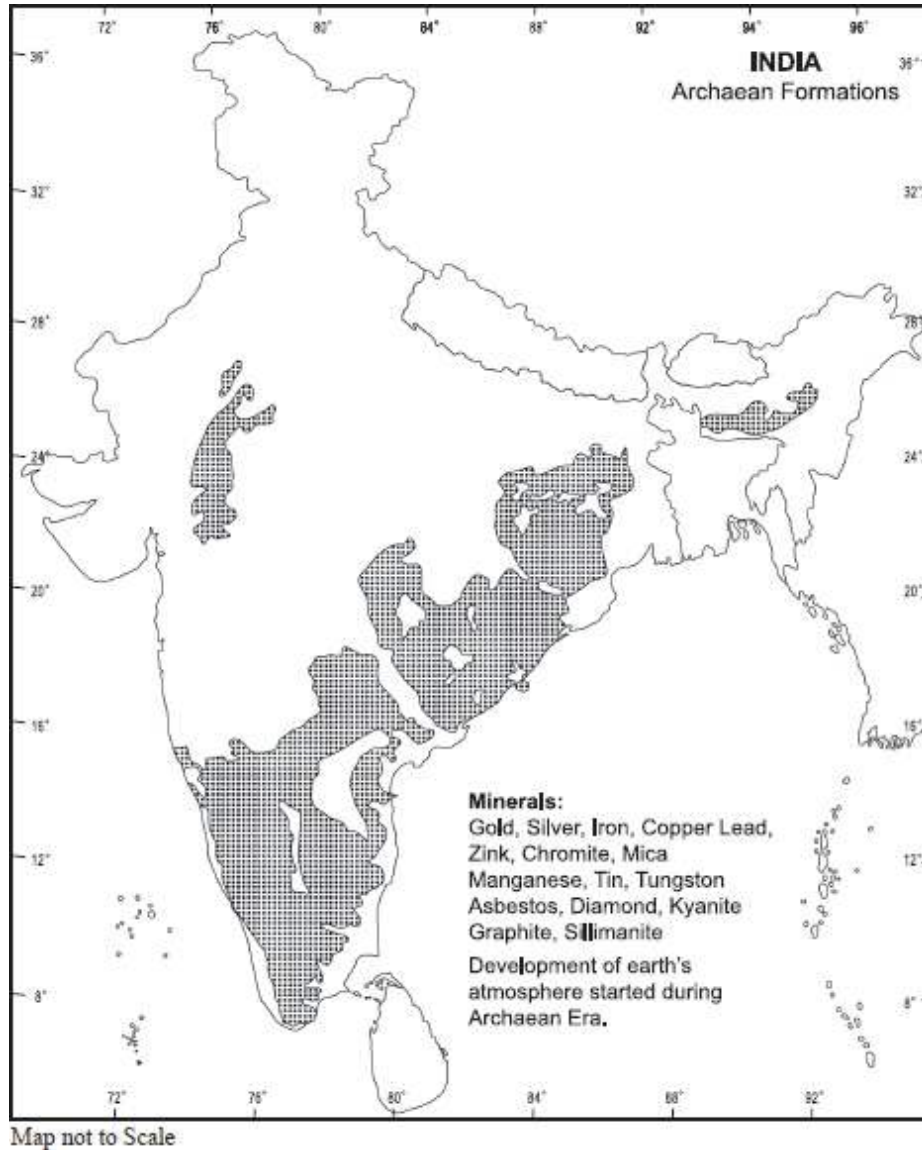 72° 76° 80° 84° 88° 92° 96°
INDIA
Archaean Formations
36° 36°
32° 32°
28° 28°
24° 24°
20° 20°
16° 16°
Minerals:
Gold, Silver, Iron, Copper Lead,
Zink, Chromite, Mica
12° 12°
Manganese, Tin, Tungston
Asbestos, Diamond, Kyanite
Graphite, Sillimanite
Development of earth's
8° atmosphere started during 8°
Archaean Era.
72° 76° 80° 84° 88° 92°
Map not to Scale